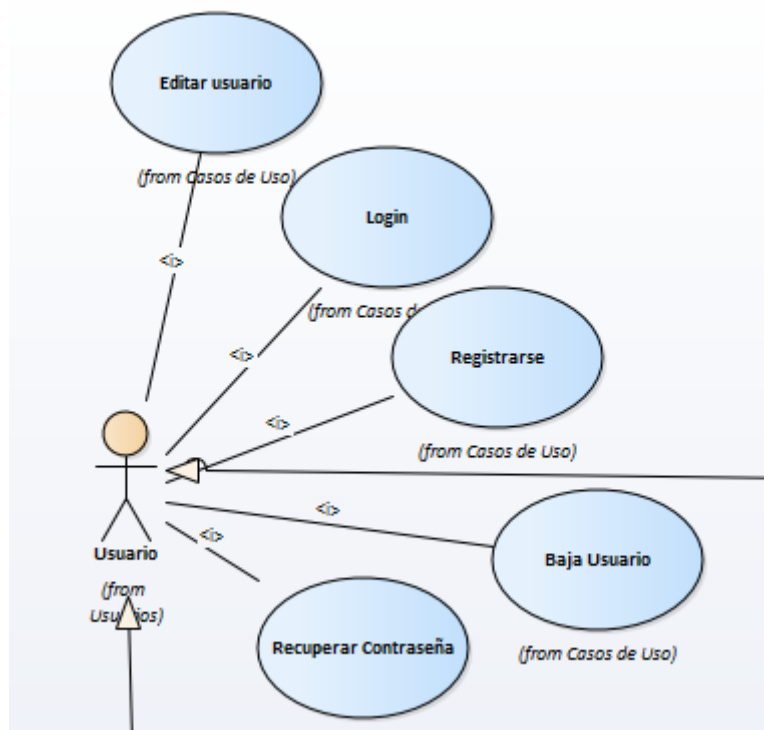 Editar usuario
(from Casos de Uso)
<i>
Login
(from Casos d
<i>
Registrarse
(from Casos de Uso)
<i>
<i>
Baja Usuario
(from Casos de Uso)
<i>
Recuperar Contraseña
Usuario
(from
Usuarios)